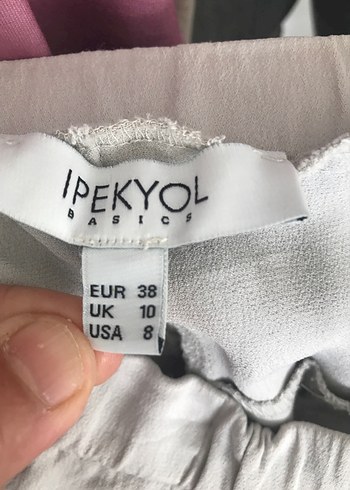 IPEKYOL
BASICS
EUR 38
UK 10
USA 8